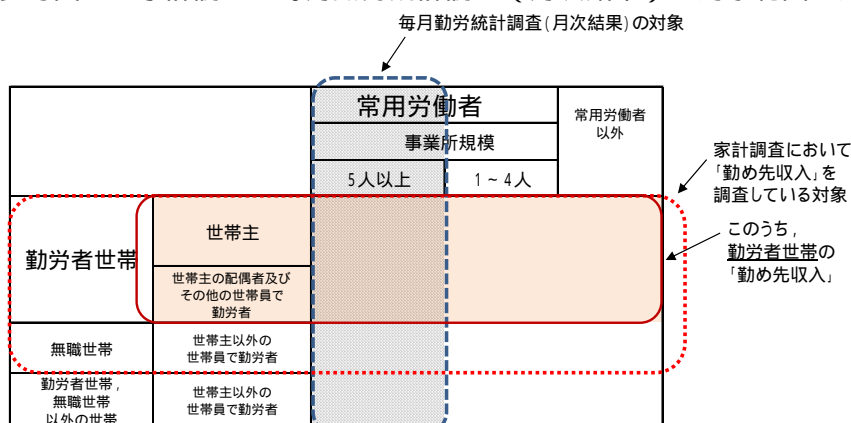 毎月勤労統計調査(月次結果)の対象
常用労働者
常用労働者
以外
事業所規模
5人以上
1~4人
家計調査において
「勤め先収入」を
調査している対象
このうち,
勤労者世帯の
「勤め先収入」
勤労者世帯
世帯主
世帯主の配偶者及び
その他の世帯員で
勤労者
無職世帯
世帯主以外の
世帯員で勤労者
勤労者世帯,
無職世帯
以外の世帯
世帯主以外の
世帯員で勤労者